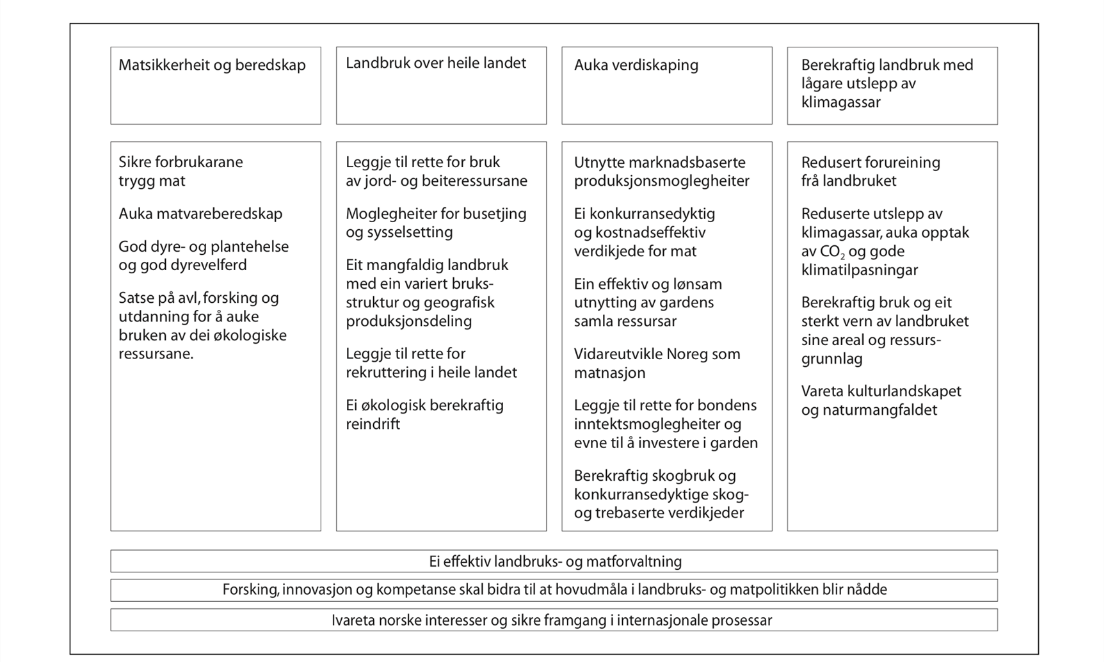 Matsikkerheit og beredskap
Landbruk over heile landet
Auka verdiskaping
Berekraftig landbruk med
lågare utslepp av
klimagassar
Sikre forbrukarane
trygg mat
Auka matvareberedskap
God dyre- og plantehelse
og god dyrevelferd
Satse på avl, forsking og
utdanning for å auke
bruken av dei økologiske
ressursane.
Leggje til rette for bruk
av jord- og beiteressursane
Moglegheiter for busetjing
og sysselsetting
Eit mangfaldig landbruk
med ein variert bruks-
struktur og geografisk
produksjonsdeling
Leggje til rette for
rekruttering i heile landet
Ei økologisk berekraftig
reindrift
Utnytte marknadsbaserte
produksjonsmoglegheiter
Ei konkurransedyktig
og kostnadseffektiv
verdikjede for mat
Ein effektiv og lønsam
utnytting av gardens
samla ressursar
Vidareutvikle Noreg som
matnasjon
Leggje til rette for bondens
inntektsmoglegheiter og
evne til å investere i garden
Berekraftig skogbruk og
konkurransedyktige skog-
og trebaserte verdikjeder
Redusert forureining
frå landbruket
Reduserte utslepp av
klimagassar, auka opptak
av CO₂ og gode
klimatilpasningar
Berekraftig bruk og eit
sterkt vern av landbruket
sine areal og ressurs-
grunnlag
Vareta kulturlandskapet
og naturmangfaldet
Ei effektiv landbruks- og matforvaltning
Forsking, innovasjon og kompetanse skal bidra til at hovudmåla i landbruks- og matpolitikken blir nådde
Ivareta norske interesser og sikre framgang i internasjonale prosessar